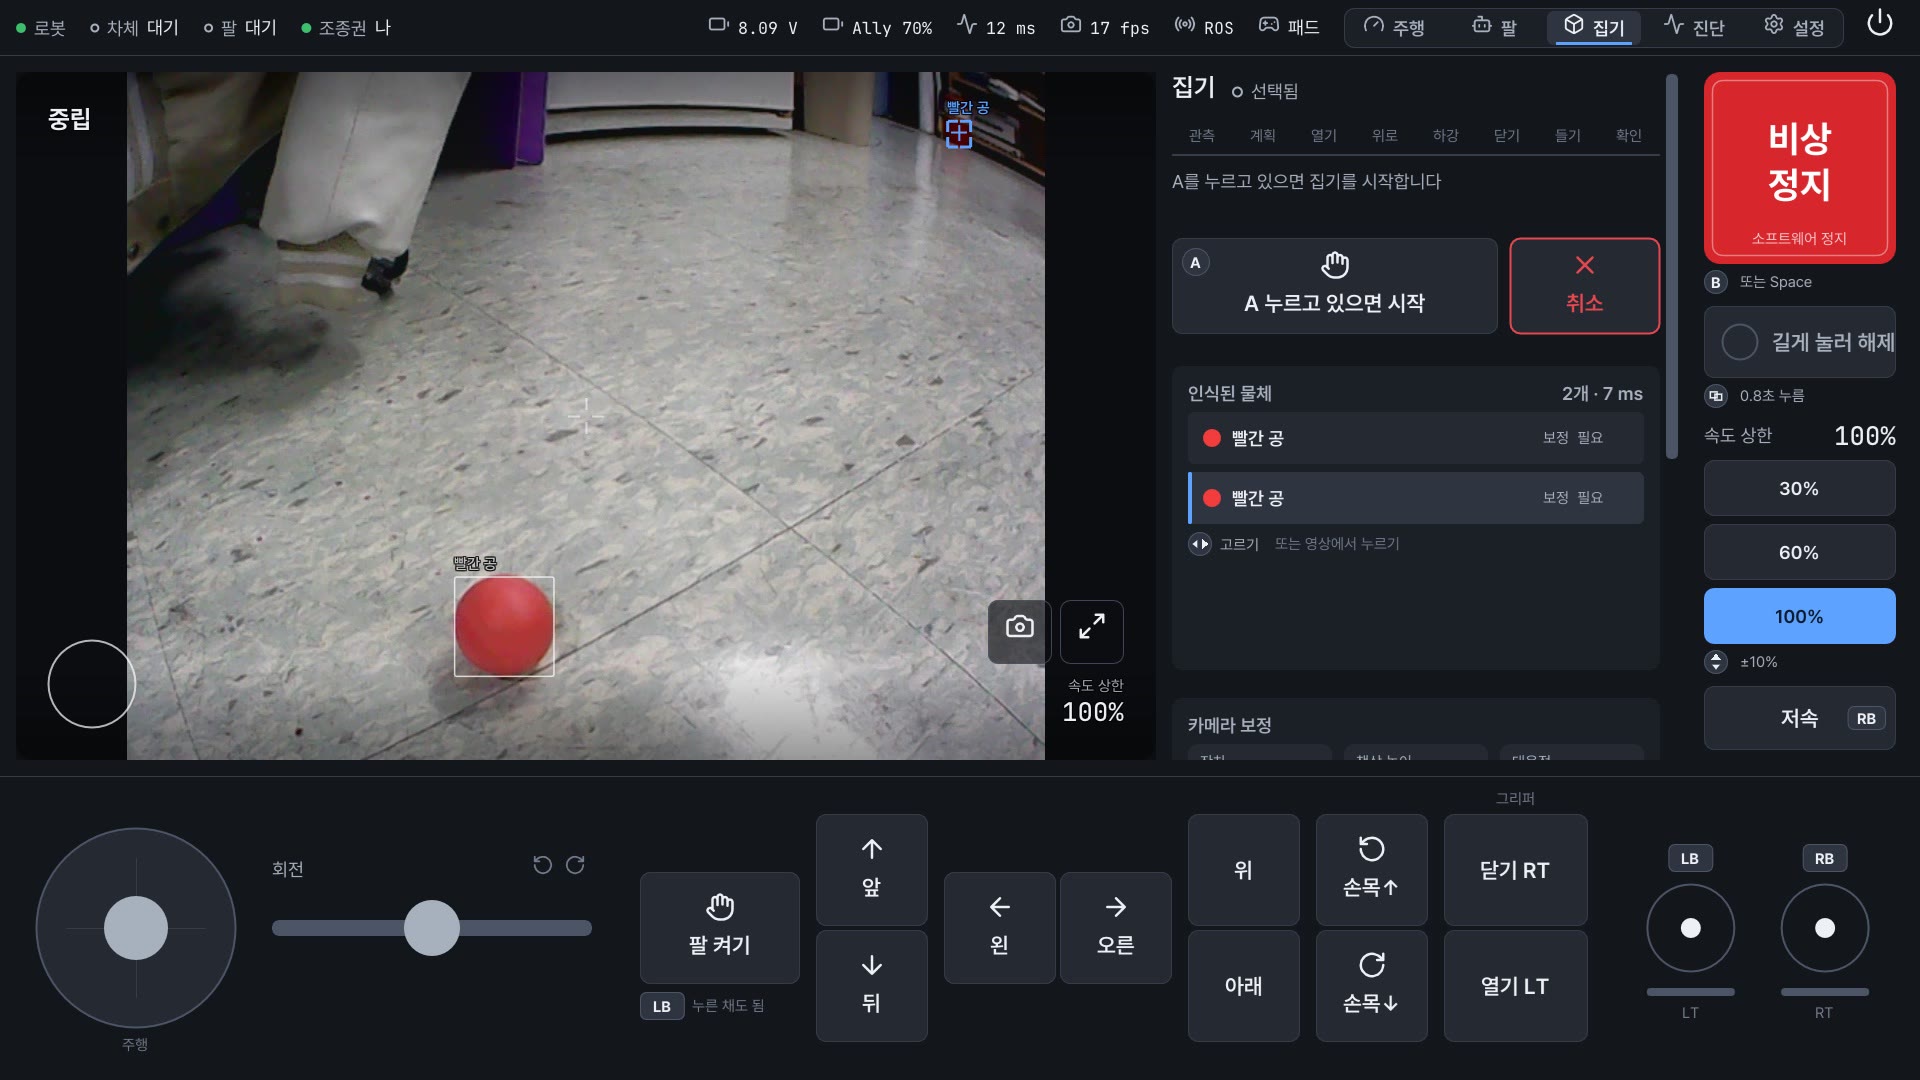 로봇 차체 대기 팔 대기 조종권 나 8.09 V Ally 70% 12 ms 17 fps ROS 패드 주행 팔 집기 진단 설정
중립
빨간 공
빨간 공
속도 상한
100%
집기 선택됨
관측 계획 열기 위로 하강 닫기 들기 확인
A를 누르고 있으면 집기를 시작합니다
A
A 누르고 있으면 시작
취소
인식된 물체 2개 · 7 ms
빨간 공 보정 필요
빨간 공 보정 필요
고르기 또는 영상에서 누르기
카메라 보정
비상
정지
소프트웨어 정지
B 또는 Space
길게 눌러 해제
0.8초 누름
속도 상한 100%
30%
60%
100%
±10%
저속 RB
주행
회전
팔 켜기
LB 누른 채도 됨
앞
뒤
왼
오른
위
아래
손목↑
손목↓
그리퍼
닫기 RT
열기 LT
LB
LT
RB
RT